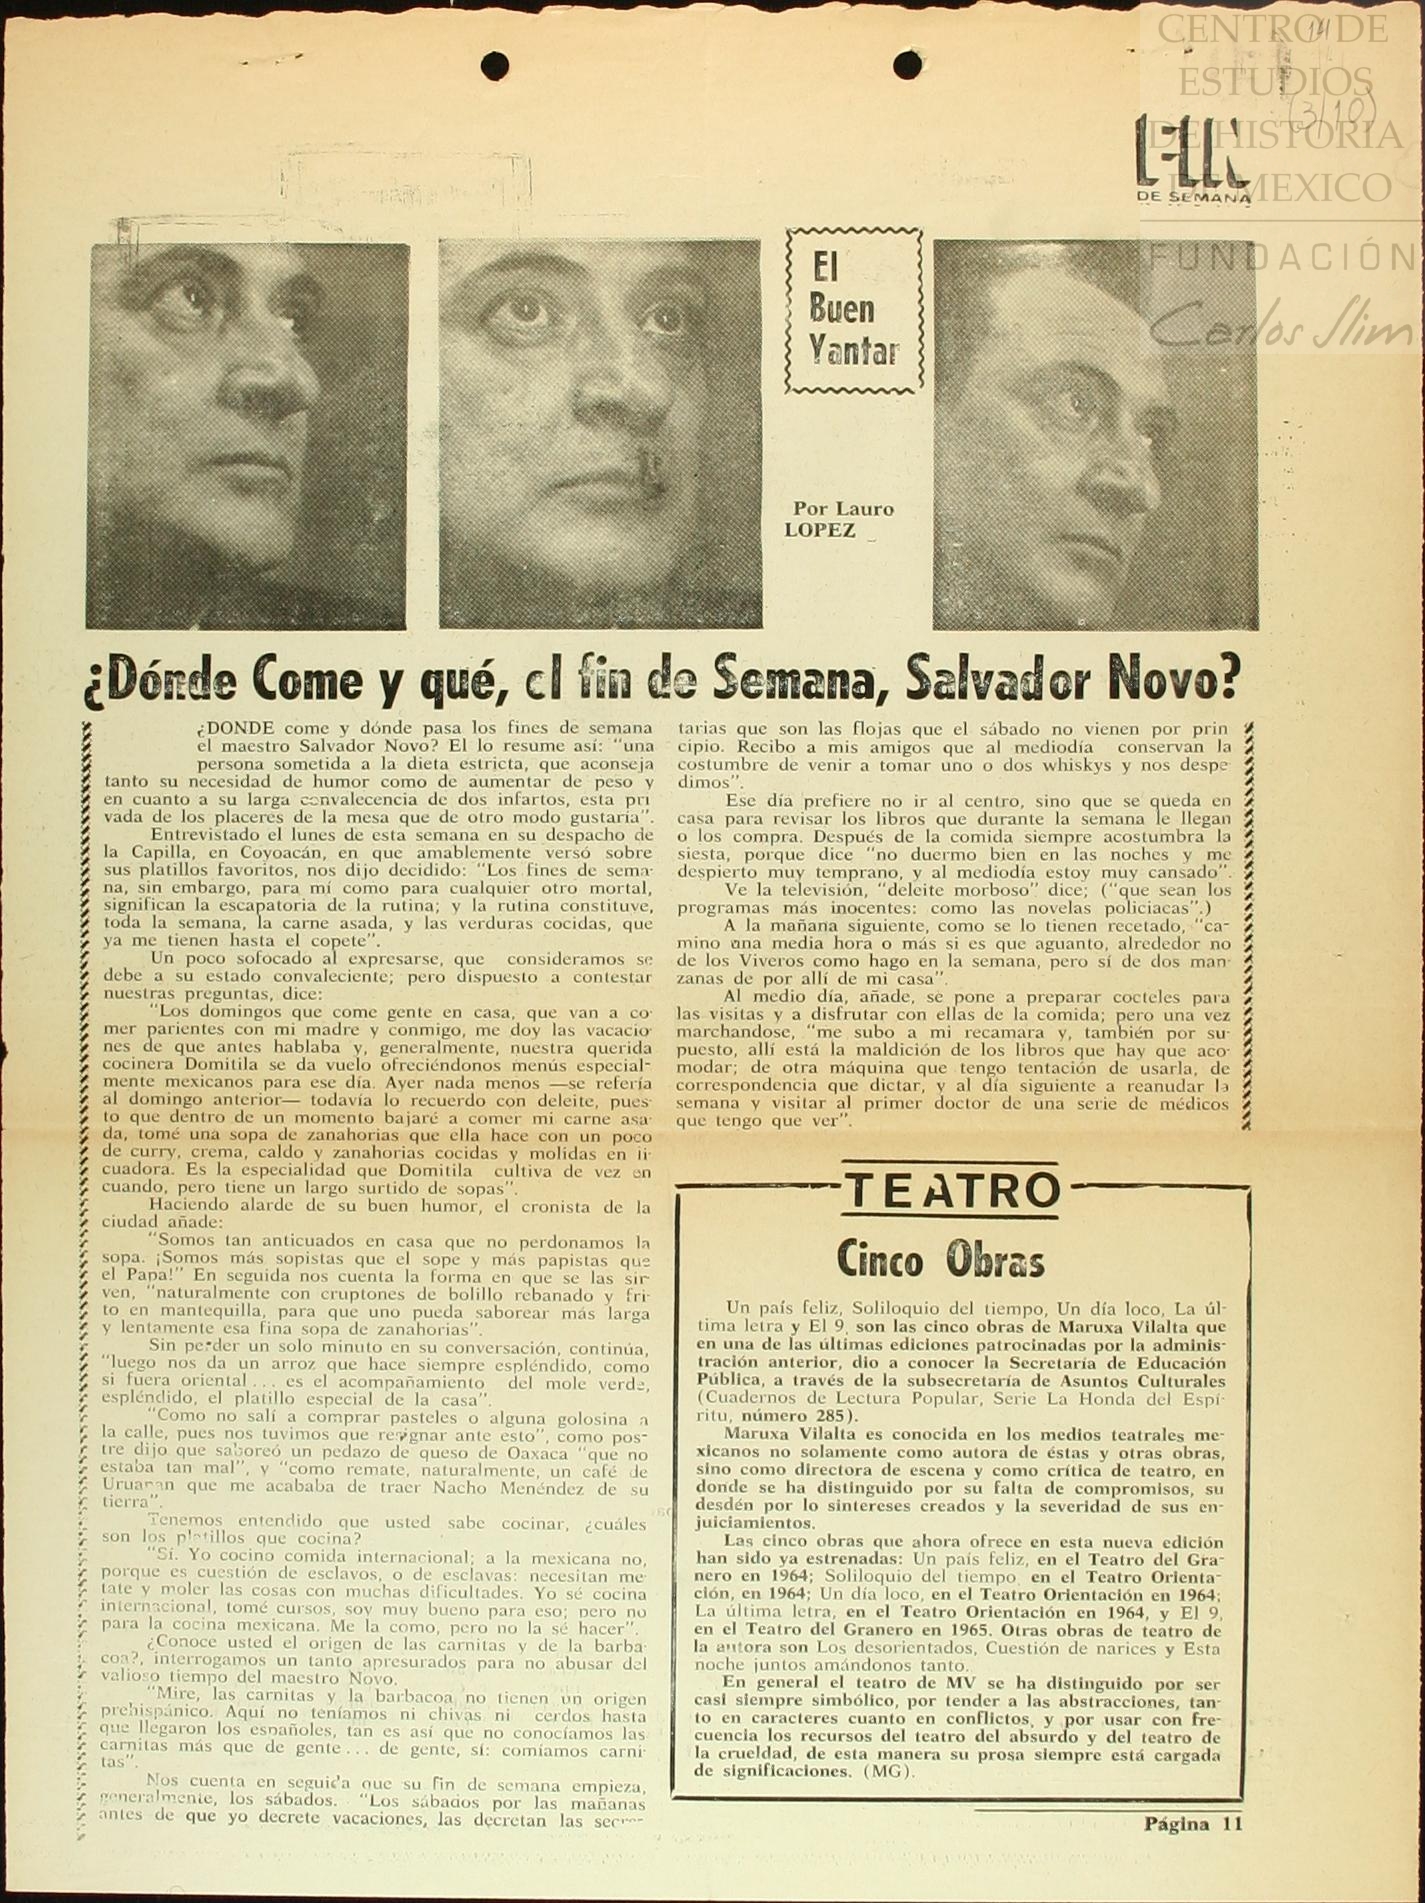 CENTRO DE
ESTUDIOS
DE HISTORIA
DE MEXICO
FUNDACIÓN
Carlos Slim
14
(3/10)
DE SEMANA
El
Buen
Yantar
Por Lauro
LOPEZ
¿Dónde Come y qué, el fin de Semana, Salvador Novo?
¿DONDE come y dónde pasa los fines de semana
el maestro Salvador Novo? El lo resume así: "una
persona sometida a la dieta estricta, que aconseja
tanto su necesidad de humor como de aumentar de peso y
en cuanto a su larga convalecencia de dos infartos, esta pri
vada de los placeres de la mesa que de otro modo gustaría".
Entrevistado el lunes de esta semana en su despacho de
la Capilla, en Coyoacán, en que amablemente versó sobre
sus platillos favoritos, nos dijo decidido: "Los fines de sema-
na, sin embargo, para mí como para cualquier otro mortal,
significan la escapatoria de la rutina; y la rutina constituye,
toda la semana, la carne asada, y las verduras cocidas, que
ya me tienen hasta el copete".
Un poco sofocado al expresarse, que consideramos se
debe a su estado convaleciente; pero dispuesto a contestar
nuestras preguntas, dice:
"Los domingos que come gente en casa, que van a co-
mer parientes con mi madre y conmigo, me doy las vacacio-
nes de que antes hablaba y, generalmente, nuestra querida
cocinera Domitila se da vuelo ofreciéndonos menús especial-
mente mexicanos para ese día. Ayer nada menos —se refería
al domingo anterior— todavía lo recuerdo con deleite, pues-
to que dentro de un momento bajaré a comer mi carne asa-
da, tomé una sopa de zanahorias que ella hace con un poco
de curry, crema, caldo y zanahorias cocidas y molidas en li-
cuadora. Es la especialidad que Domitila cultiva de vez en
cuando, pero tiene un largo surtido de sopas".
Haciendo alarde de su buen humor, el cronista de la
ciudad añade:
"Somos tan anticuados en casa que no perdonamos la
sopa. ¡Somos más sopistas que el sope y más papistas que
el Papa!" En seguida nos cuenta la forma en que se las sir-
ven, "naturalmente con cruptones de bolillo rebanado y fri-
to en mantequilla, para que uno pueda saborear más larga
y lentamente esa fina sopa de zanahorias".
Sin perder un solo minuto en su conversación, continúa,
"luego nos da un arroz que hace siempre espléndido, como
si fuera oriental... es el acompañamiento del mole verde,
espléndido, el platillo especial de la casa".
"Como no salí a comprar pasteles o alguna golosina a
la calle, pues nos tuvimos que resignar ante esto", como pos-
tre dijo que saboreó un pedazo de queso de Oaxaca "que no
estaba tan mal", y "como remate, naturalmente, un café de
Uruapan que me acababa de traer Nacho Menéndez de su
tierra".
Tenemos entendido que usted sabe cocinar, ¿cuáles
son los platillos que cocina?
"Sí. Yo cocino comida internacional; a la mexicana no,
porque es cuestión de esclavos, o de esclavas: necesitan me-
tate y moler las cosas con muchas dificultades. Yo sé cocina
internacional, tomé cursos, soy muy bueno para eso; pero no
para la cocina mexicana. Me la como, pero no la sé hacer".
¿Conoce usted el origen de las carnitas y de la barba-
coa?, interrogamos un tanto apresurados para no abusar del
valioso tiempo del maestro Novo.
"Mire, las carnitas y la barbacoa no tienen un origen
prehispánico. Aquí no teníamos ni chivas ni cerdos hasta
que llegaron los españoles, tan es así que no conocíamos las
carnitas más que de gente... de gente, sí: comíamos carni-
tas".
Nos cuenta en seguida que su fin de semana empieza,
generalmente, los sábados. "Los sábados por las mañanas
antes de que yo decrete vacaciones, las decretan las secre-
tarias que son las flojas que el sábado no vienen por prin
cipio. Recibo a mis amigos que al mediodía conservan la
costumbre de venir a tomar uno o dos whiskys y nos despe
dimos".
Ese día prefiere no ir al centro, sino que se queda en
casa para revisar los libros que durante la semana le llegan
o los compra. Después de la comida siempre acostumbra la
siesta, porque dice "no duermo bien en las noches y me
despierto muy temprano, y al mediodía estoy muy cansado".
Ve la televisión, "deleite morboso" dice; ("que sean los
programas más inocentes: como las novelas policiacas".)
A la mañana siguiente, como se lo tienen recetado, "ca-
mino una media hora o más si es que aguanto, alrededor no
de los Viveros como hago en la semana, pero sí de dos man-
zanas de por allí de mi casa".
Al medio día, añade, se pone a preparar cocteles para
las visitas y a disfrutar con ellas de la comida; pero una vez
marchandose, "me subo a mi recamara y, también por su-
puesto, allí está la maldición de los libros que hay que aco-
modar; de otra máquina que tengo tentación de usarla, de
correspondencia que dictar, y al día siguiente a reanudar la
semana y visitar al primer doctor de una serie de médicos
que tengo que ver".
TEATRO
Cinco Obras
Un país feliz, Soliloquio del tiempo, Un día loco, La úl-
tima letra y El 9, son las cinco obras de Maruxa Vilalta que
en una de las últimas ediciones patrocinadas por la adminis-
tración anterior, dio a conocer la Secretaría de Educación
Pública, a través de la subsecretaría de Asuntos Culturales
(Cuadernos de Lectura Popular, Serie La Honda del Espí-
ritu, número 285).
Maruxa Vilalta es conocida en los medios teatrales me-
xicanos no solamente como autora de éstas y otras obras,
sino como directora de escena y como crítica de teatro, en
donde se ha distinguido por su falta de compromisos, su
desdén por lo sintereses creados y la severidad de sus en-
juiciamientos.
Las cinco obras que ahora ofrece en esta nueva edición
han sido ya estrenadas: Un país feliz, en el Teatro del Gra-
nero en 1964; Soliloquio del tiempo, en el Teatro Orienta-
ción, en 1964; Un día loco, en el Teatro Orientación en 1964;
La última letra, en el Teatro Orientación en 1964, y El 9,
en el Teatro del Granero en 1965. Otras obras de teatro de
la autora son Los desorientados, Cuestión de narices y Esta
noche juntos amándonos tanto.
En general el teatro de MV se ha distinguido por ser
casi siempre simbólico, por tender a las abstracciones, tan-
to en caracteres cuanto en conflictos, y por usar con fre-
cuencia los recursos del teatro del absurdo y del teatro de
la crueldad, de esta manera su prosa siempre está cargada
de significaciones. (MG).
Página 11